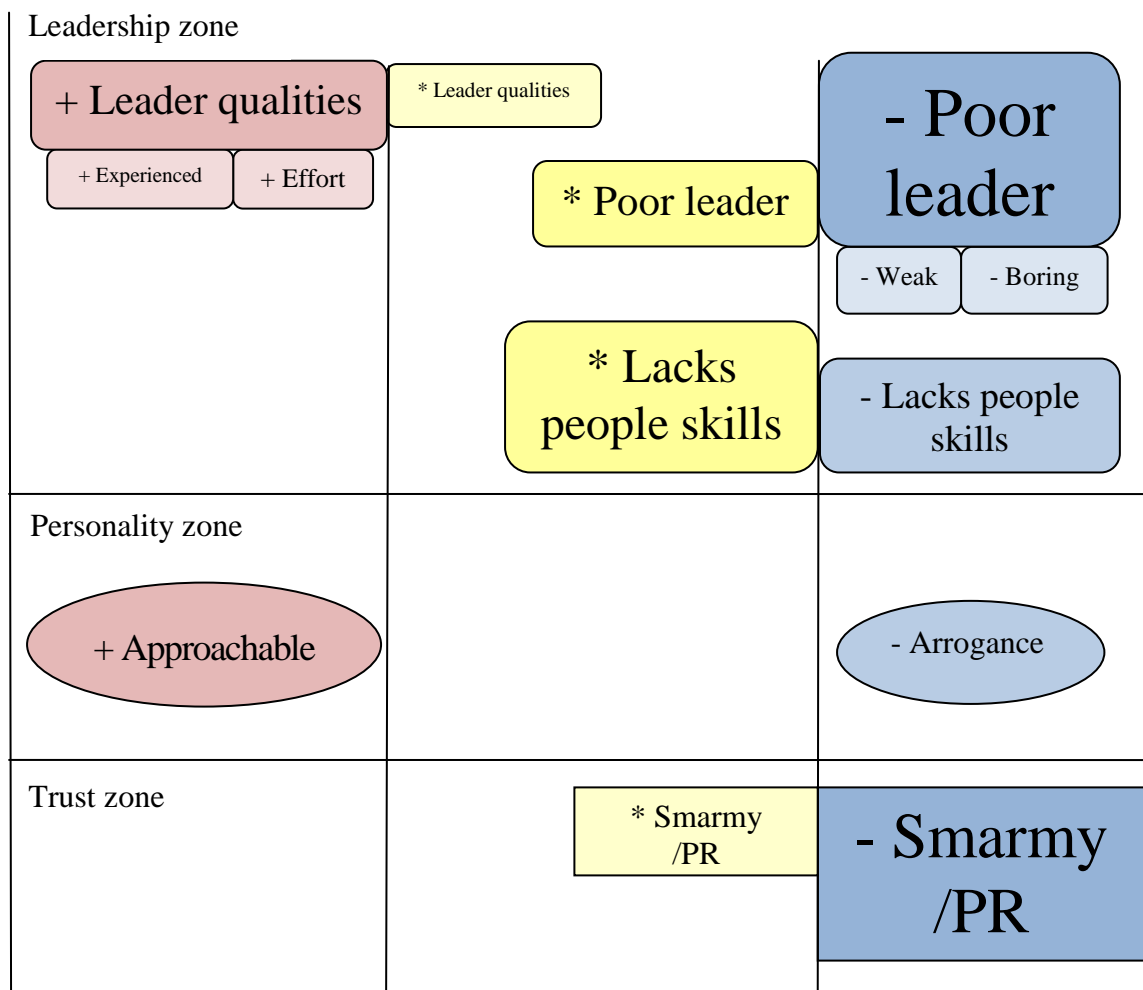 Leadership zone
+ Leader qualities
* Leader qualities
- Poor
leader
+ Experienced
+ Effort
* Poor leader
- Weak
- Boring
* Lacks
people skills
- Lacks people
skills
Personality zone
+ Approachable
- Arrogance
Trust zone
* Smarmy
/PR
- Smarmy
/PR